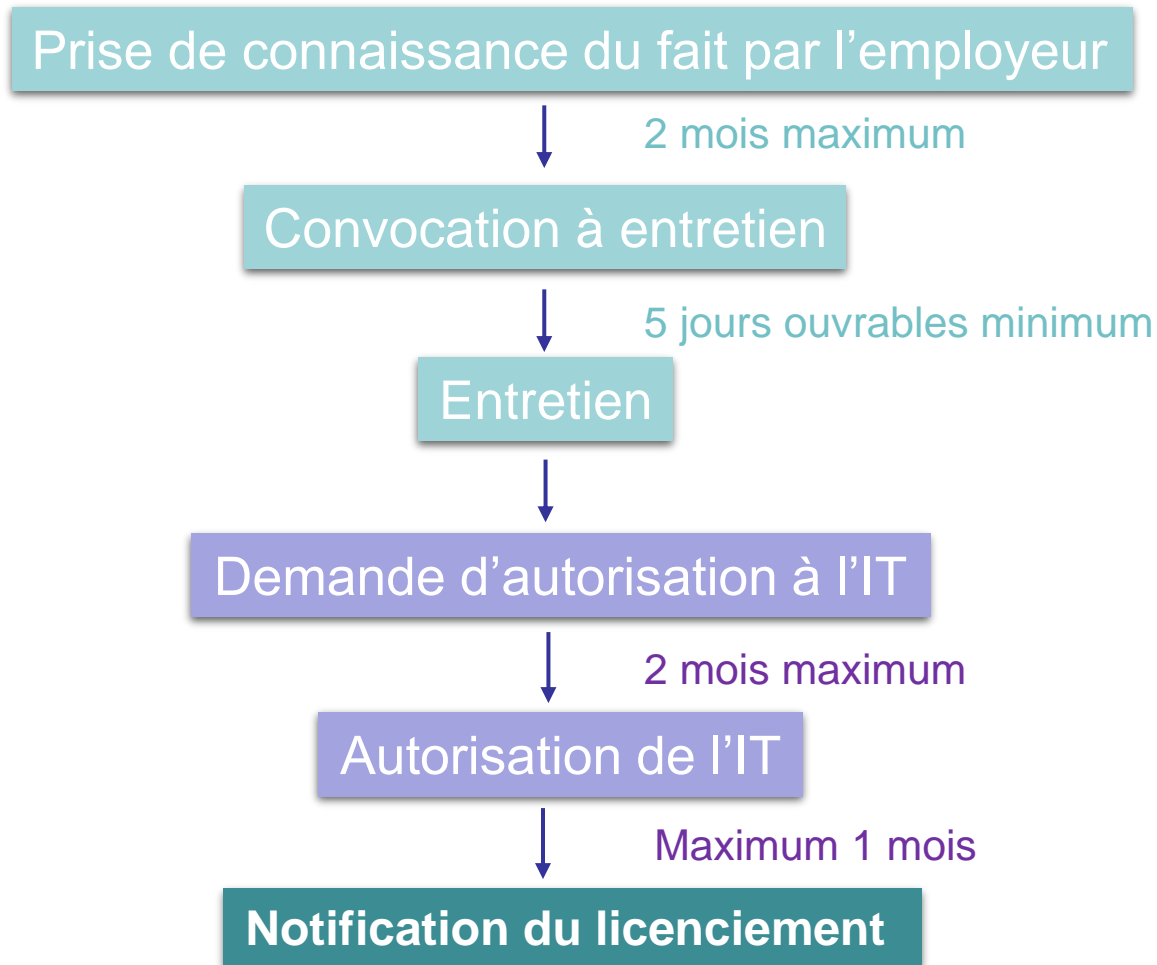 Prise de connaissance du fait par l’employeur
2 mois maximum
Convocation à entretien
5 jours ouvrables minimum
Entretien
Demande d’autorisation à l’IT
2 mois maximum
Autorisation de l’IT
Maximum 1 mois
Notification du licenciement